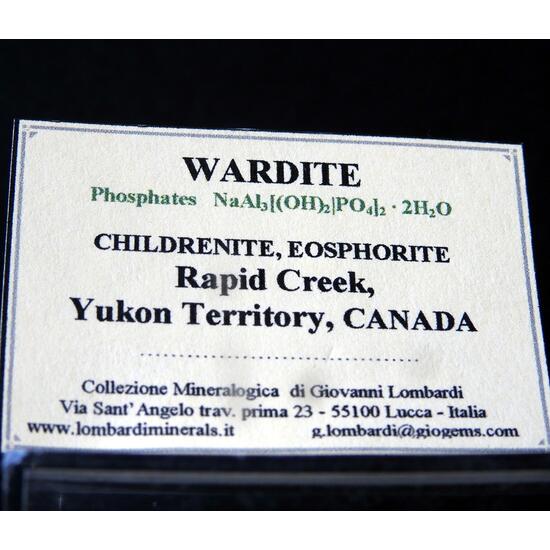 WARDITE
Phosphates NaAl₃[(OH)₂|PO₄]₂ · 2H₂O
CHILDRENITE, EOSPHORITE
Rapid Creek,
Yukon Territory, CANADA
........................................
Collezione Mineralogica di Giovanni Lombardi
Via Sant' Angelo trav. prima 23 - 55100 Lucca - Italia
www.lombardiminerals.it g.lombardi@giogems.com